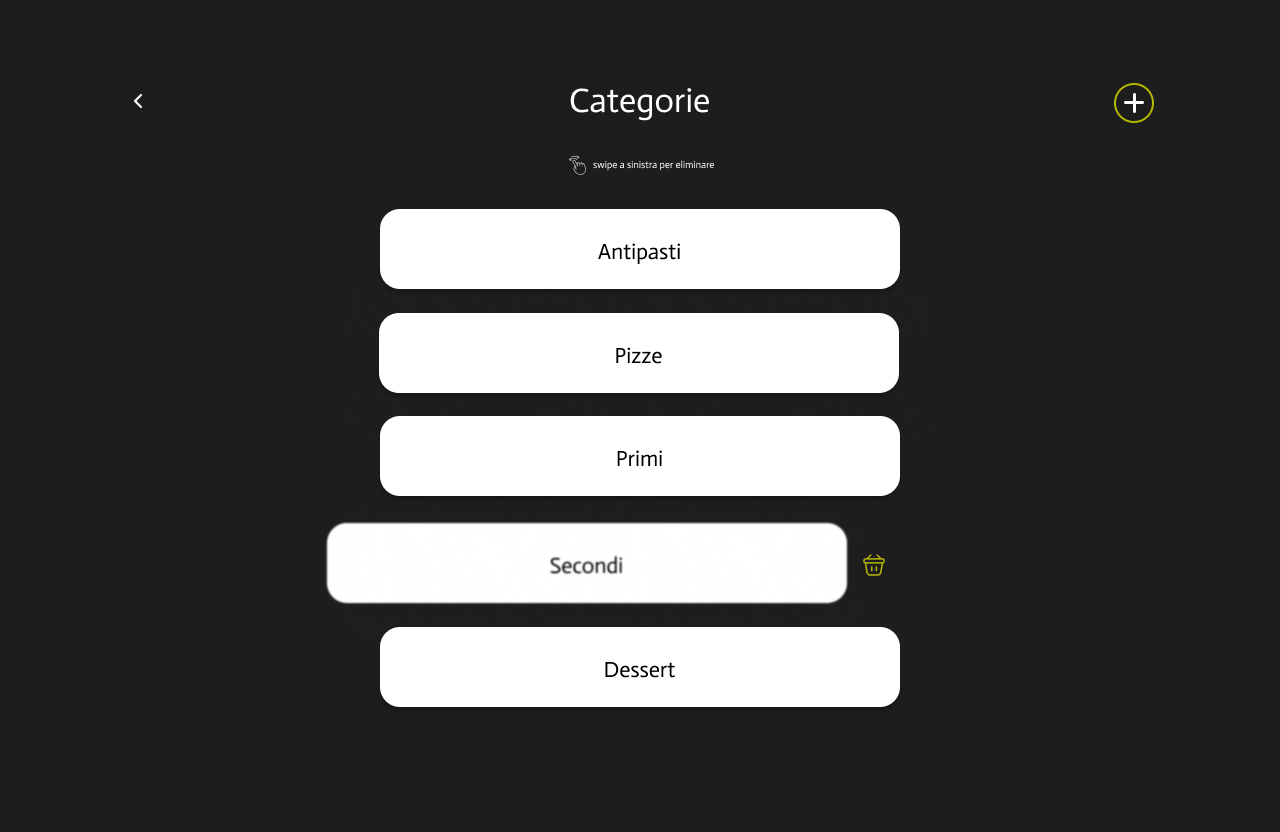 Categorie
swipe a sinistra per eliminare
Antipasti
Pizze
Primi
Secondi
Dessert